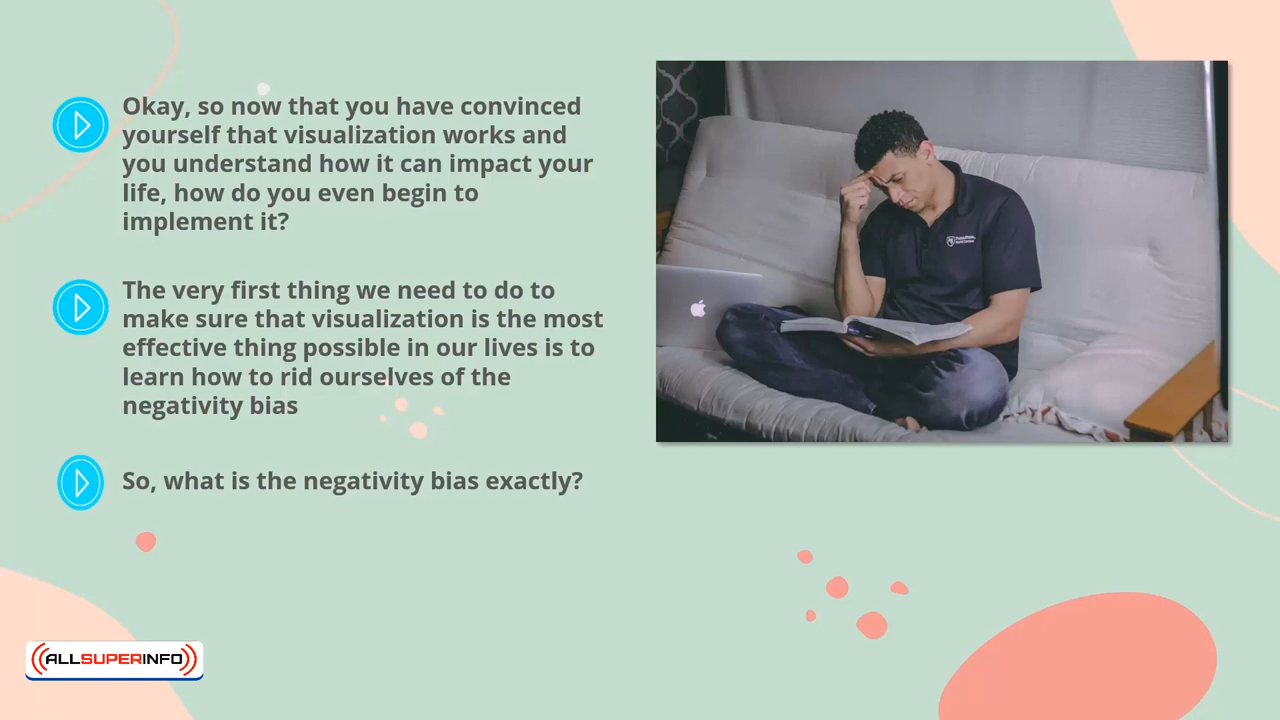 Okay, so now that you have convinced
yourself that visualization works and
you understand how it can impact your
life, how do you even begin to
implement it?
The very first thing we need to do to
make sure that visualization is the most
effective thing possible in our lives is to
learn how to rid ourselves of the
negativity bias
So, what is the negativity bias exactly?
ALLSUPERINFO